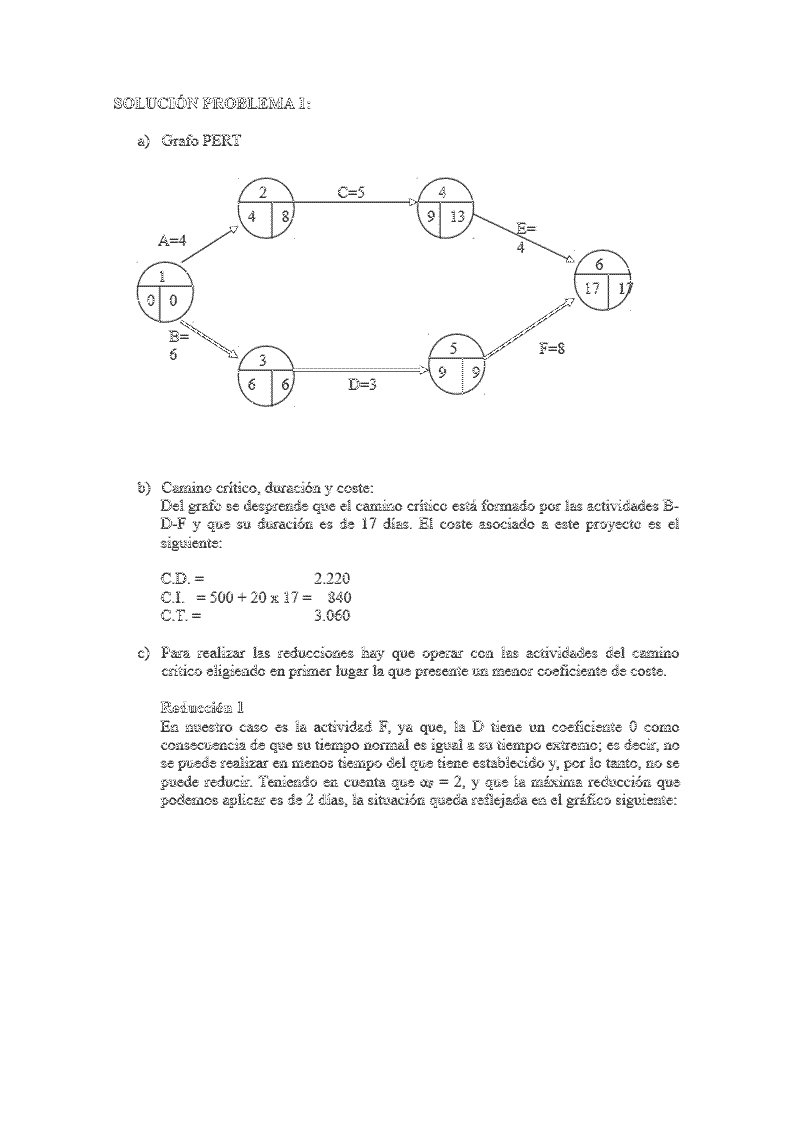 SOLUCIÓN PROBLEMA 1:
a) Grafo PERT
2
C=5
4
4 8
9 13
E=
4
A=4
6
1
17 17
0 0
B=
6
3
5
F=8
9 9
6 6
D=3
b) Camino crítico, duración y coste:
Del grafo se desprende que el camino crítico está formado por las actividades B-
D-F y que su duración es de 17 días. El coste asociado a este proyecto es el
siguiente:
C.D. = 2.220
C.I. = 500 + 20 x 17 = 840
C.T. = 3.060
c) Para realizar las reducciones hay que operar con las actividades del camino
crítico eligiendo en primer lugar la que presente un menor coeficiente de coste.
Reducción 1
En nuestro caso es la actividad F, ya que, la D tiene un coeficiente 0 como
consecuencia de que su tiempo normal es igual a su tiempo extremo; es decir, no
se puede realizar en menos tiempo del que tiene establecido y, por lo tanto, no se
puede reducir. Teniendo en cuenta que αF = 2, y que la máxima reducción que
podemos aplicar es de 2 días, la situación queda reflejada en el gráfico siguiente: